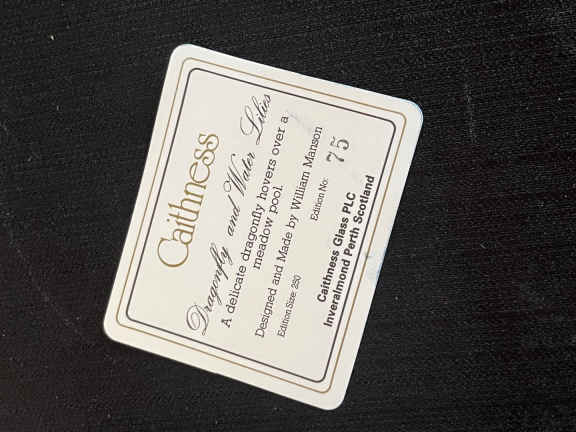 Caithness
Dragonfly and Water Lilies
A delicate dragonfly hovers over a
meadow pool.
Designed and Made by William Manson
Edition Size: 250
Edition No: 75
Caithness Glass PLC
Inveralmond Perth Scotland